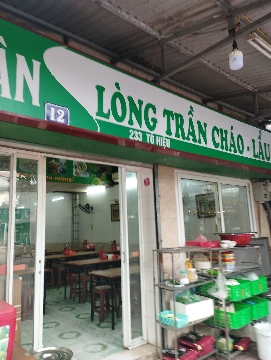 ÂN
12
LÒNG TRẦN CHÁO - LẨU
233 TÔ HIỆU